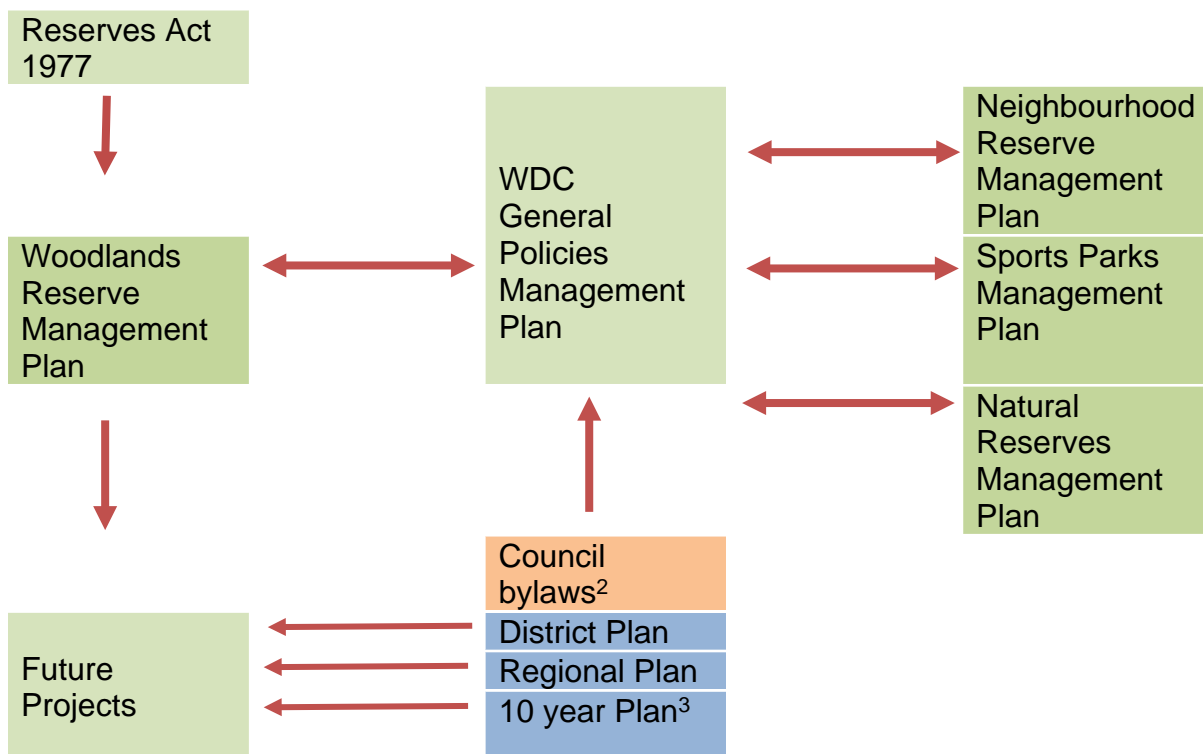 Reserves Act
1977
WDC
General
Policies
Management
Plan
Neighbourhood
Reserve
Management
Plan
Woodlands
Reserve
Management
Plan
Sports Parks
Management
Plan
Natural
Reserves
Management
Plan
Council
bylaws²
District Plan
Regional Plan
10 year Plan³
Future
Projects